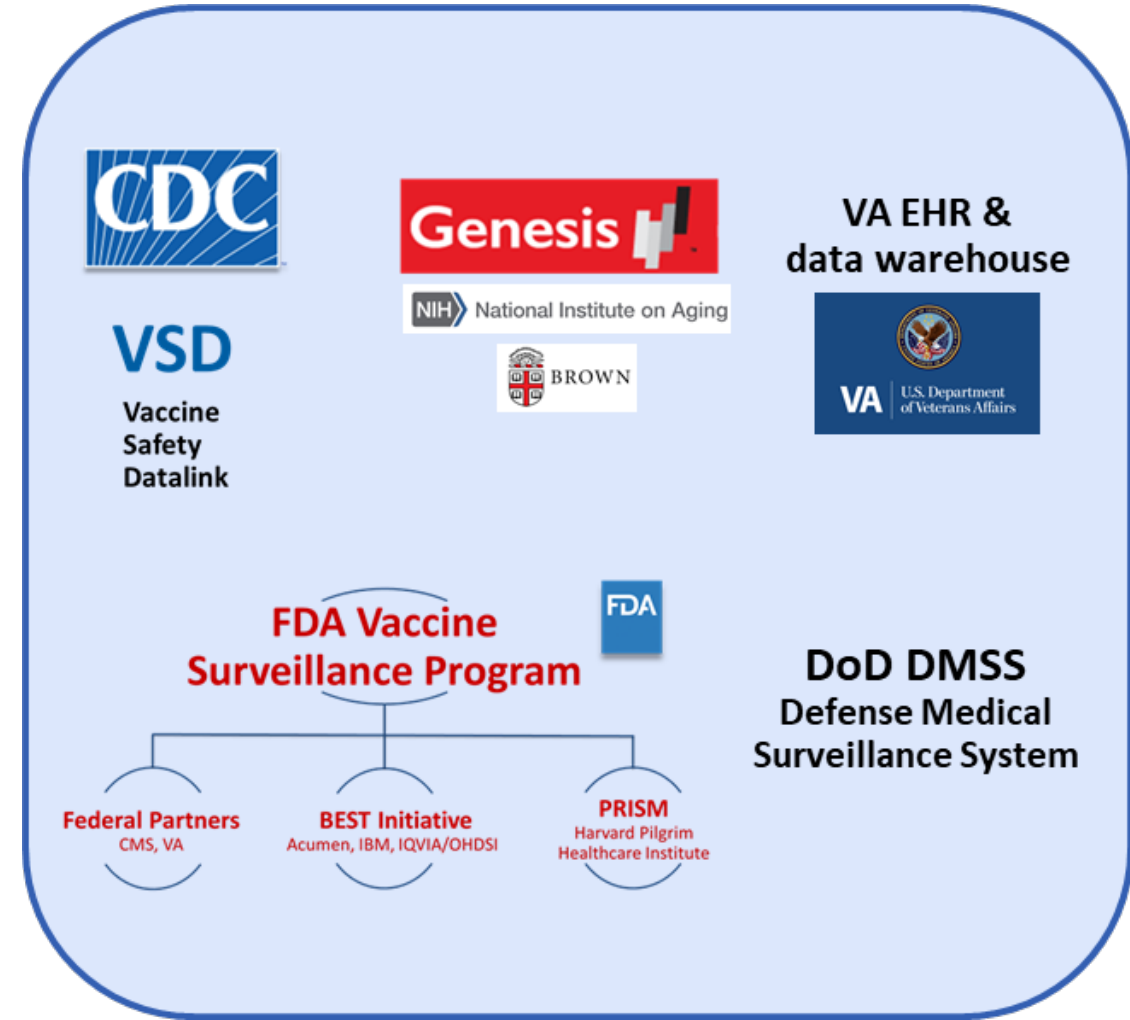 CDC
VSD
Vaccine
Safety
Datalink
Genesis
NIH National Institute on Aging
BROWN
VA EHR &
data warehouse
VA U.S. Department
of Veterans Affairs
FDA Vaccine
Surveillance Program
FDA
Federal Partners
CMS, VA
BEST Initiative
Acumen, IBM, IQVIA/OHDSI
PRISM
Harvard Pilgrim
Healthcare Institute
DoD DMSS
Defense Medical
Surveillance System